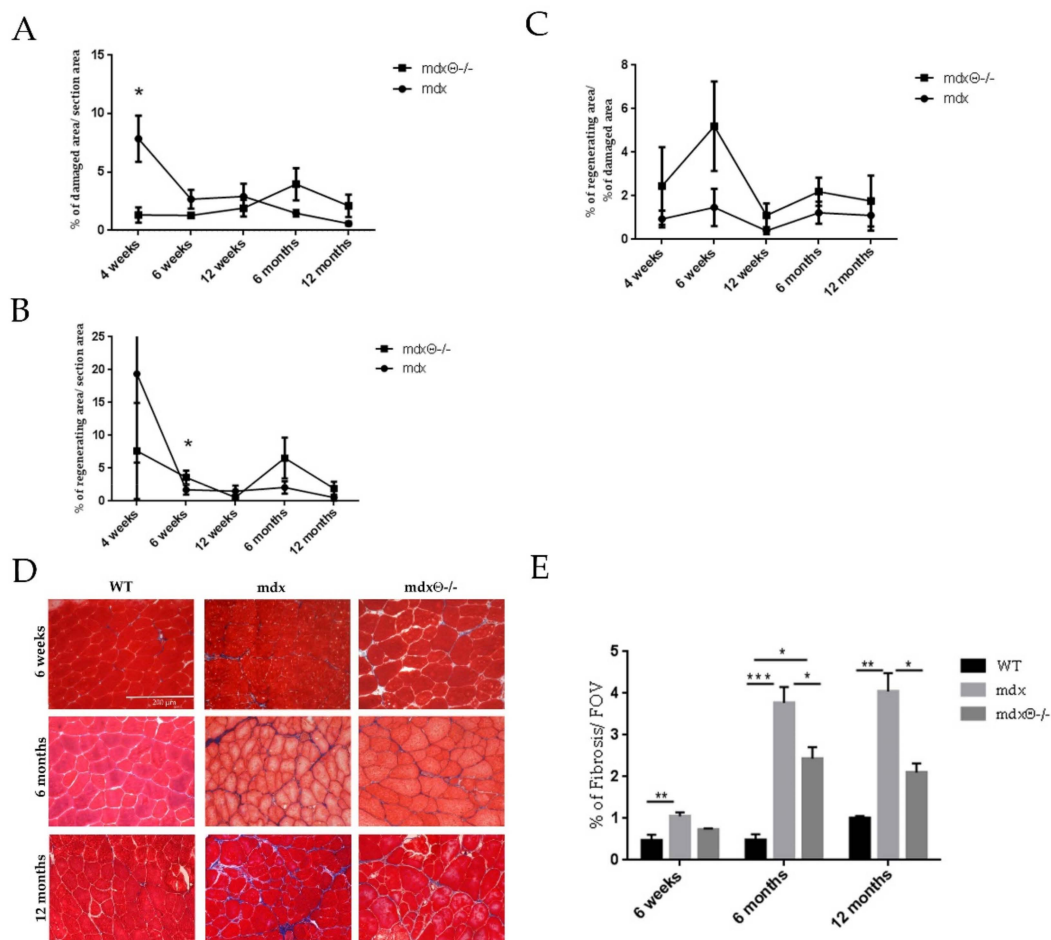 A
% of damaged area/ section area
15
10
5
0
*
mdxΘ-/-
mdx
4 weeks
6 weeks
12 weeks
6 months
12 months
B
% of regenerating area/ section area
25
20
15
10
5
0
*
mdxΘ-/-
mdx
4 weeks
6 weeks
12 weeks
6 months
12 months
C
% of regenerating area/
%of damaged area
8
6
4
2
0
mdxΘ-/-
mdx
4 weeks
6 weeks
12 weeks
6 months
12 months
D
WT
mdx
mdxΘ-/-
6 weeks
200 µm
6 months
12 months
E
% of Fibrosis/ FOV
5
4
3
2
1
0
**
*
***
*
**
*
WT
mdx
mdxΘ-/-
6 weeks
6 months
12 months